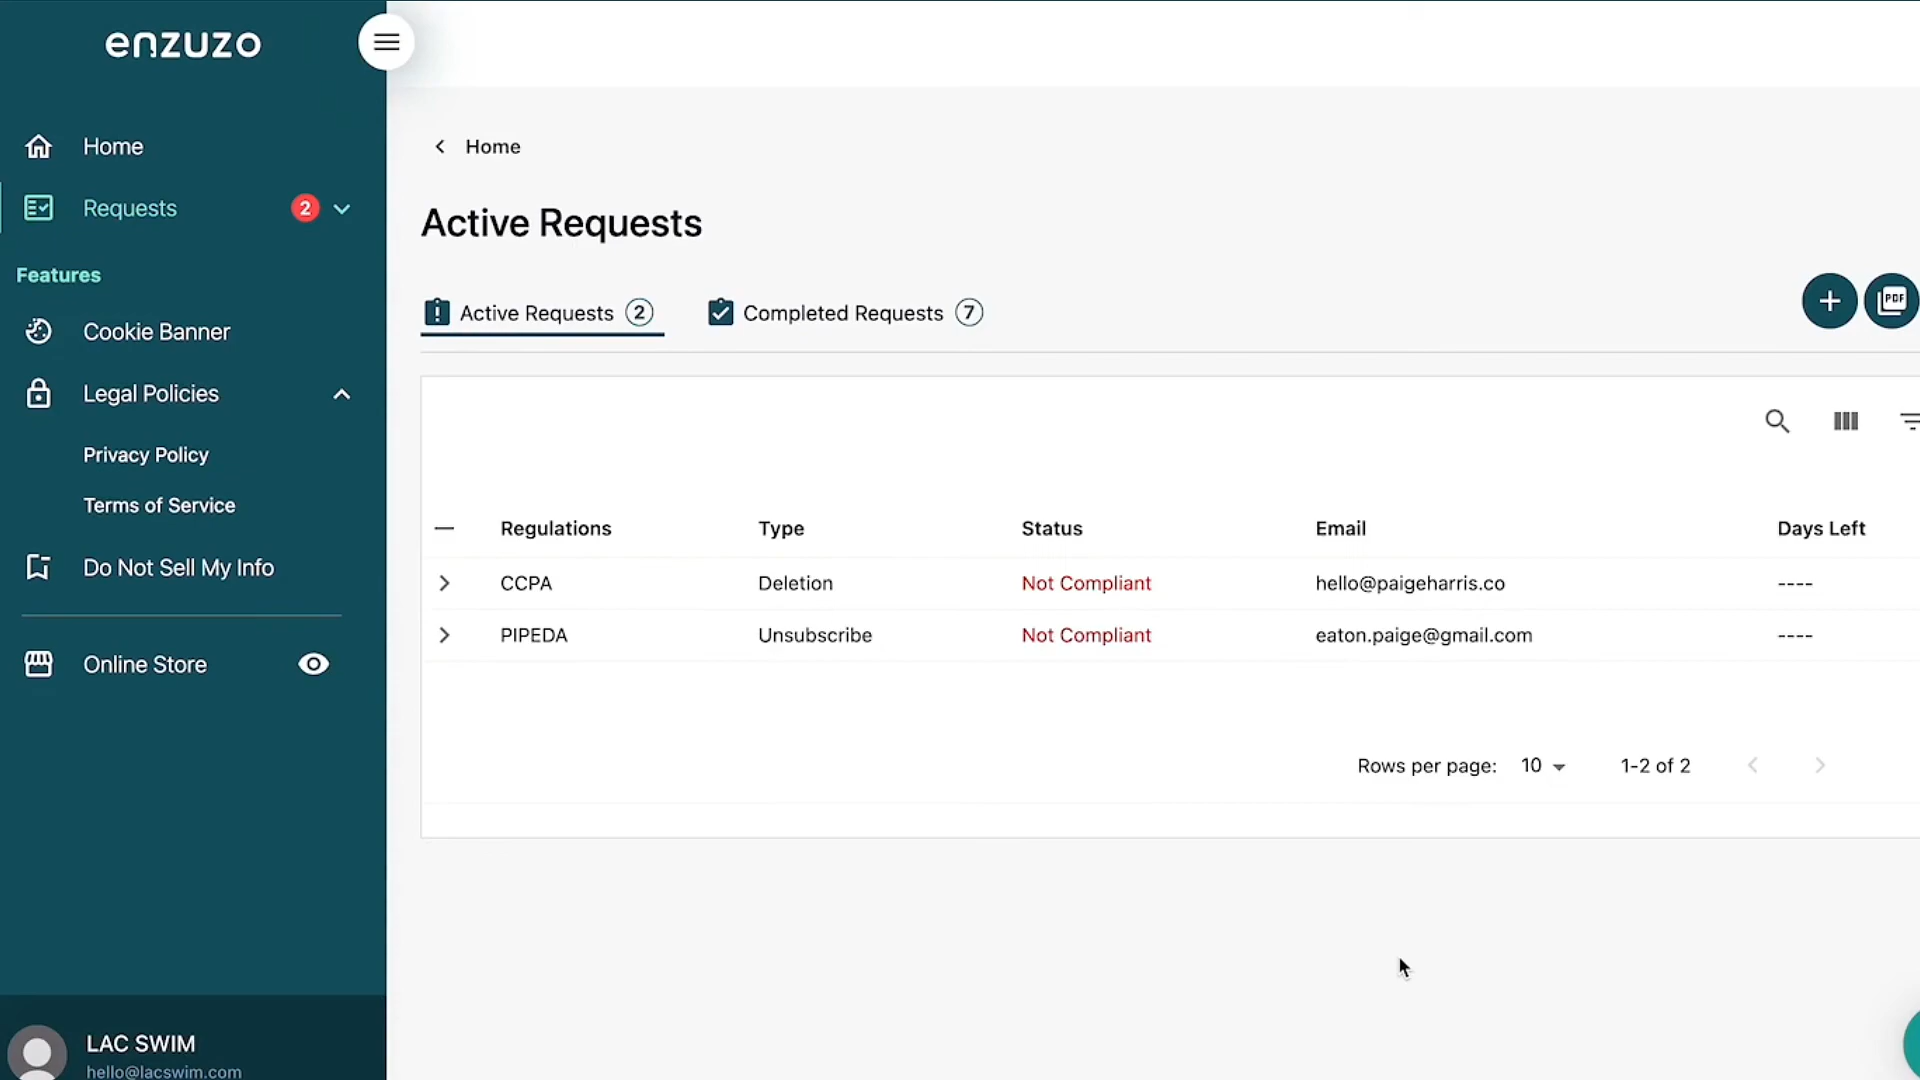 enzuzo
Home
Requests 2
Features
Cookie Banner
Legal Policies
Privacy Policy
Terms of Service
Do Not Sell My Info
Online Store
LAC SWIM
hello@lacswim.com
Home
Active Requests
Active Requests 2 Completed Requests 7
PDF
Regulations Type Status Email Days Left
CCPA Deletion Not Compliant hello@paigeharris.co ----
PIPEDA Unsubscribe Not Compliant eaton.paige@gmail.com ----
Rows per page: 10 1-2 of 2